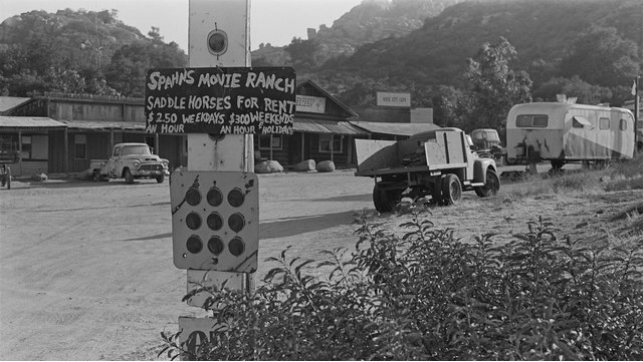 SPAHNS MOVIE RANCH
SADDLE HORSES FOR RENT
$2.50 WEEKDAYS $3.00 WEEKENDS
AN HOUR AN HOUR HOLIDAYS